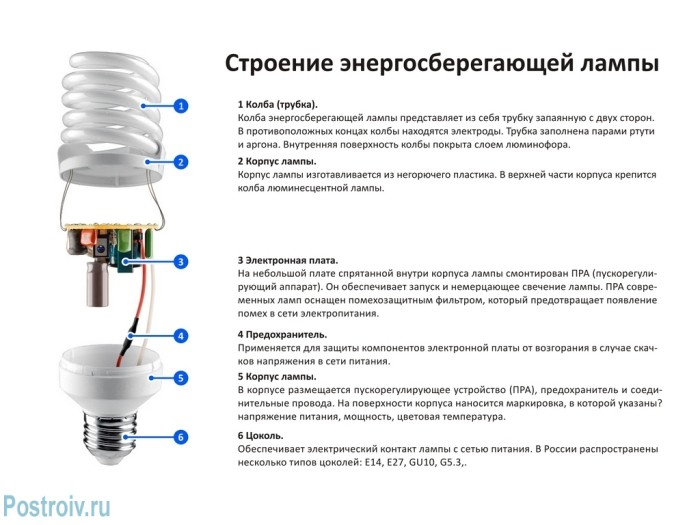 Строение энергосберегающей лампы
1 Колба (трубка).
Колба энергосберегающей лампы представляет из себя трубку запаянную с двух сторон.
В противоположных концах колбы находятся электроды. Трубка заполнена парами ртути
и аргона. Внутренняя поверхность колбы покрыта слоем люминофора.
2 Корпус лампы.
Корпус лампы изготавливается из негорючего пластика. В верхней части корпуса крепится
колба люминесцентной лампы.
3 Электронная плата.
На небольшой плате спрятанной внутри корпуса лампы смонтирован ПРА (пускорегули-
рующий аппарат). Он обеспечивает запуск и немерцающее свечение лампы. ПРА совре-
менных ламп оснащен помехозащитным фильтром, который предотвращает появление
помех в сети электропитания.
4 Предохранитель.
Применяется для защиты компонентов электронной платы от возгорания в случае скач-
ков напряжения в сети питания.
5 Корпус лампы.
В корпусе размещается пускорегулирующее устройство (ПРА), предохранитель и соеди-
нительные провода. На поверхности корпуса наносится маркировка, в которой указаны?
напряжение питания, мощность, цветовая температура.
6 Цоколь.
Обеспечивает электрический контакт лампы с сетью питания. В России распространены
несколько типов цоколей: E14, E27, GU10, G5.3,.
1
2
3
4
5
6
Postroiv.ru